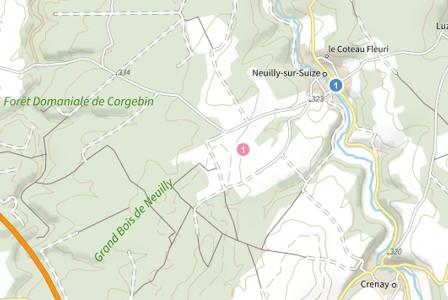 le Coteau Fleuri
Luz
Neuilly-sur-Suize
1
334
323
Forêt Domaniale de Corgebin
1
Grand Bois de Neuilly
320
Crenay